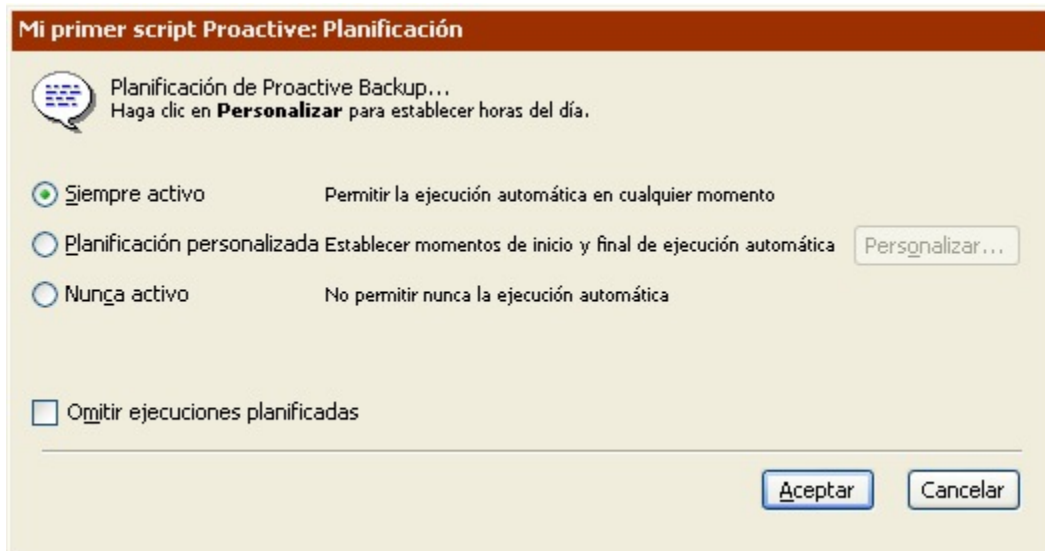 Mi primer script Proactive: Planificación
Planificación de Proactive Backup...
Haga clic en Personalizar para establecer horas del día.
Siempre activo Permitir la ejecución automática en cualquier momento
Planificación personalizada Establecer momentos de inicio y final de ejecución automática Personalizar...
Nunca activo No permitir nunca la ejecución automática
Omitir ejecuciones planificadas
Aceptar Cancelar